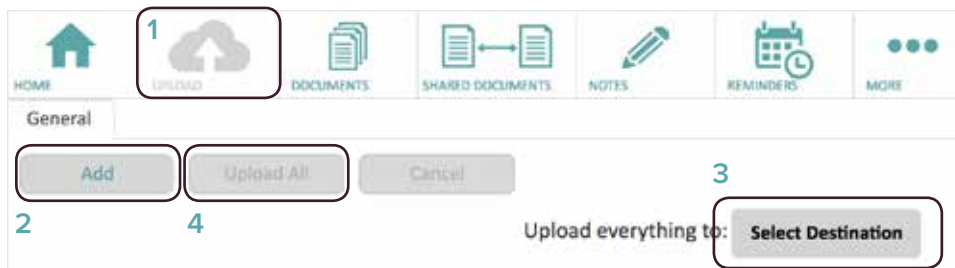 1
HOME UPLOAD DOCUMENTS SHARED DOCUMENTS NOTES REMINDERS MORE
General
Add Upload All Cancel
3
2 4
Upload everything to: Select Destination